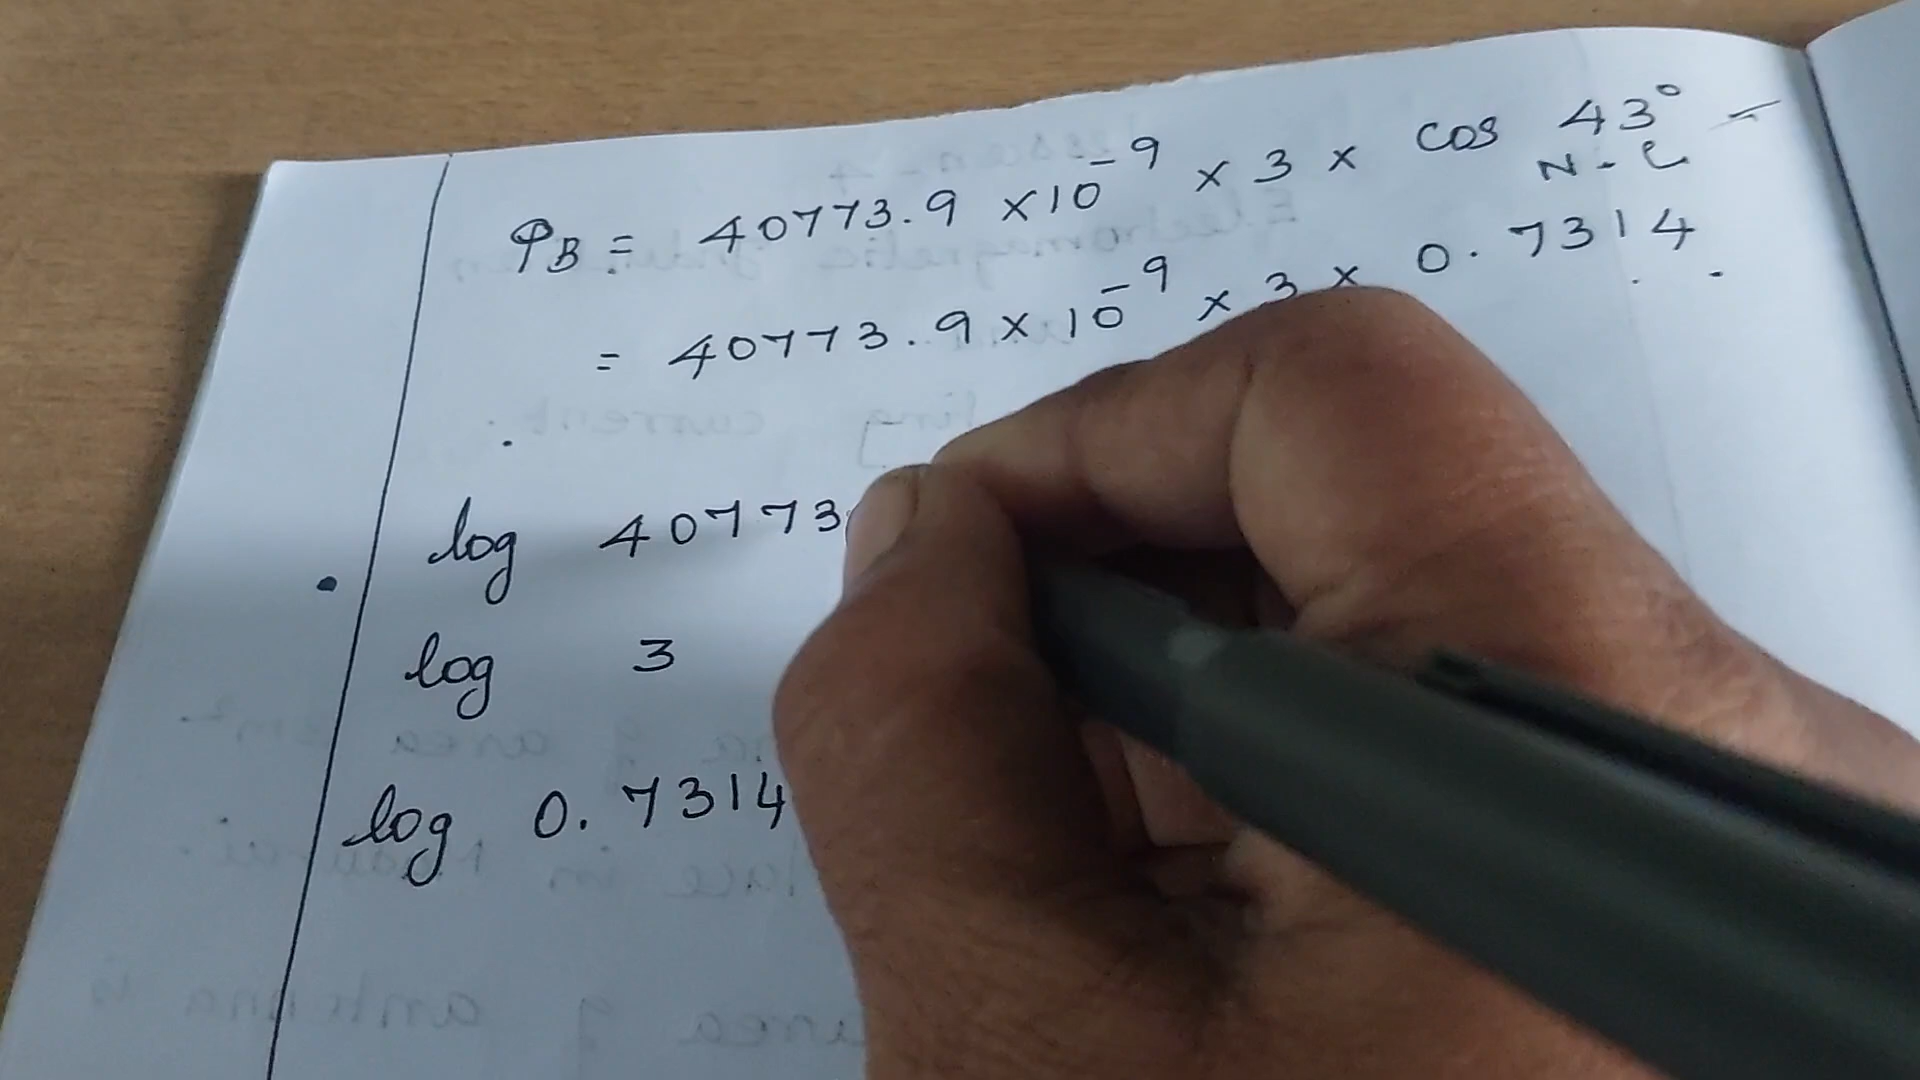 φB = 40773.9 × 10⁻⁹ × 3 × cos 43°
N-L
= 40773.9 × 10⁻⁹ × 3 × 0.7314
log 40773
log 3
log 0.7314